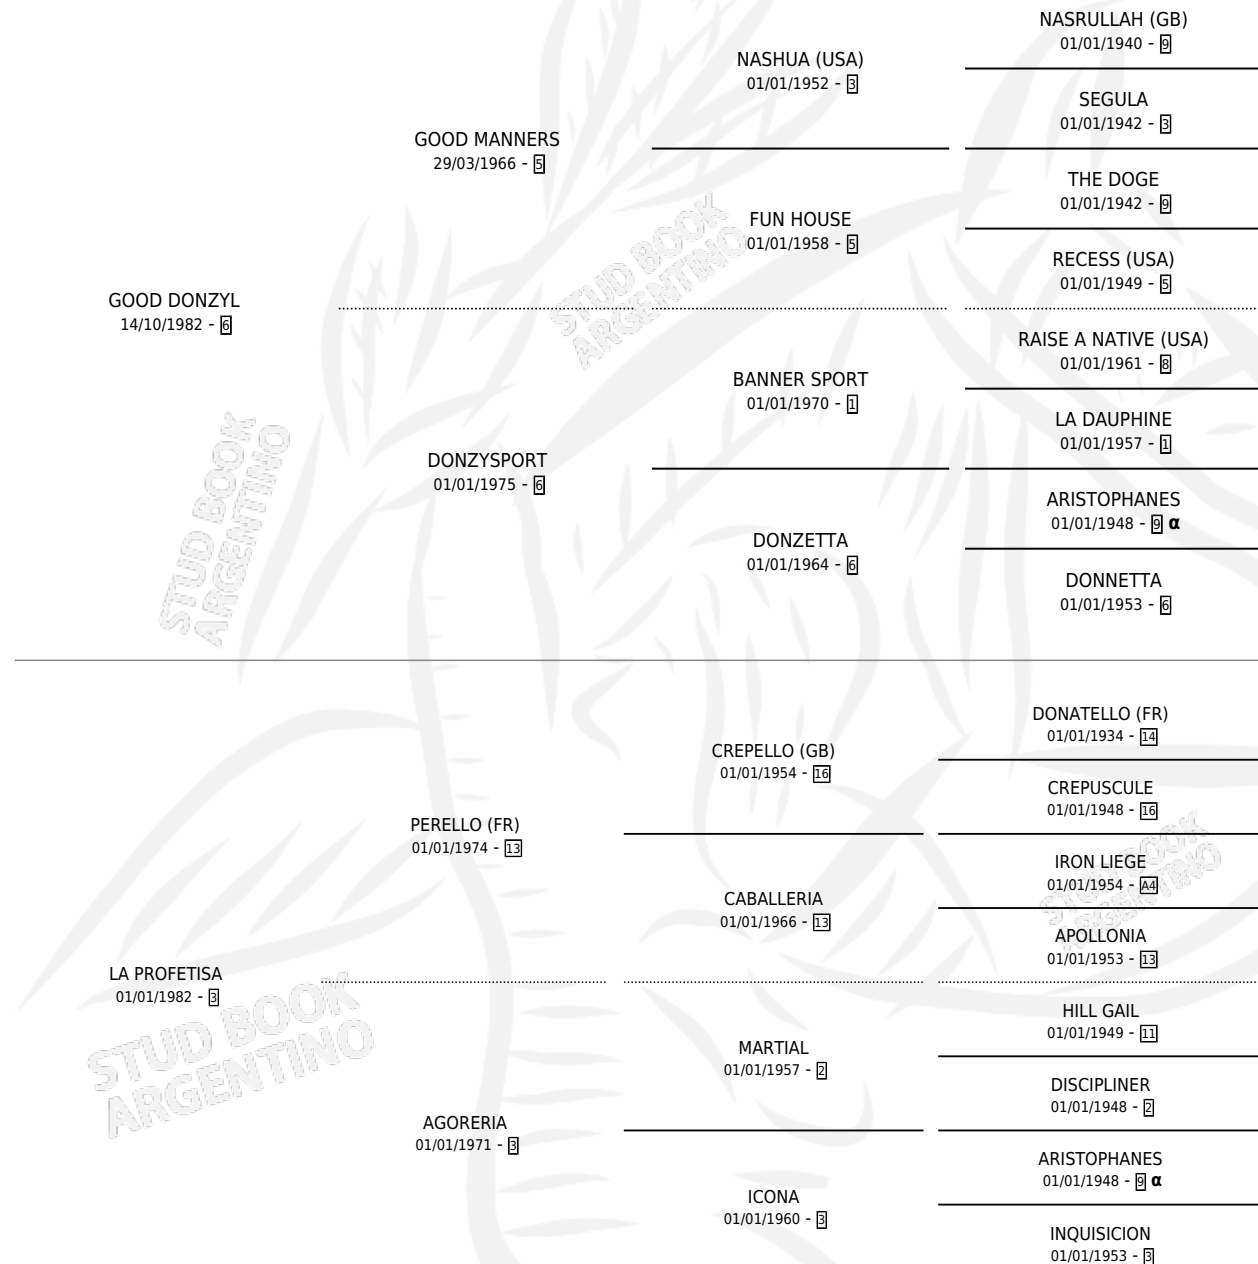 NASRULLAH (GB)
01/01/1940 - 9
NASHUA (USA)
01/01/1952 - 3
SEGULA
01/01/1942 - 3
GOOD MANNERS
29/03/1966 - 5
THE DOGE
01/01/1942 - 9
FUN HOUSE
01/01/1958 - 5
RECESS (USA)
01/01/1949 - 5
GOOD DONZYL
14/10/1982 - 6
RAISE A NATIVE (USA)
01/01/1961 - 8
BANNER SPORT
01/01/1970 - 1
LA DAUPHINE
01/01/1957 - 1
DONZYSPORT
01/01/1975 - 6
ARISTOPHANES
01/01/1948 - 9 α
DONZETTA
01/01/1964 - 6
DONNETTA
01/01/1953 - 6
DONATELLO (FR)
01/01/1934 - 14
CREPELLO (GB)
01/01/1954 - 16
CREPUSCULE
01/01/1948 - 16
PERELLO (FR)
01/01/1974 - 13
IRON LIEGE
01/01/1954 - A4
CABALLERIA
01/01/1966 - 13
APOLLONIA
01/01/1953 - 13
LA PROFETISA
01/01/1982 - 3
HILL GAIL
01/01/1949 - 11
MARTIAL
01/01/1957 - 2
DISCIPLINER
01/01/1948 - 2
AGORERIA
01/01/1971 - 3
ARISTOPHANES
01/01/1948 - 9 α
ICONA
01/01/1960 - 3
INQUISICION
01/01/1953 - 3
STUD BOOK
ARGENTINO
STUD BOOK
ARGENTINO
STUD BOOK
ARGENTINO
STUD BOOK
ARGENTINO